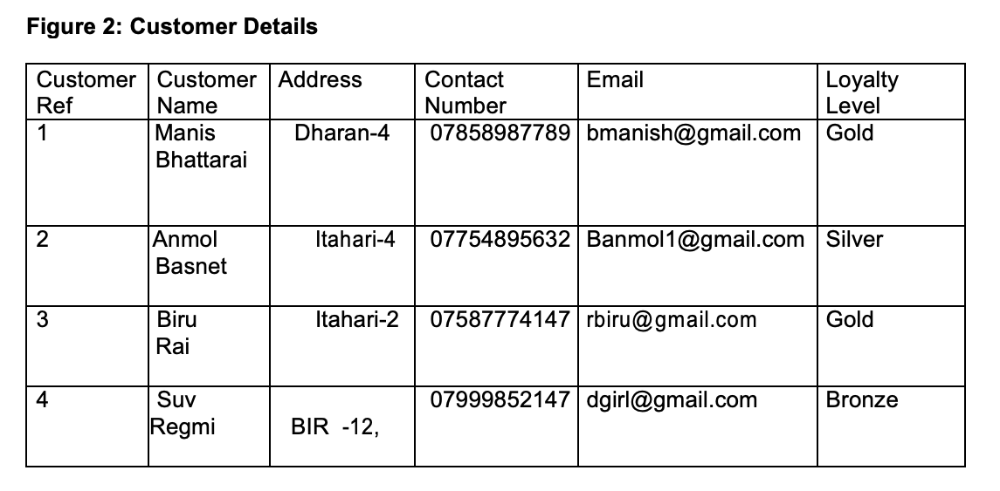 Figure 2: Customer Details
Customer Ref | Customer Name | Address | Contact Number | Email | Loyalty Level
1 | Manis Bhattarai | Dharan-4 | 07858987789 | bmanish@gmail.com | Gold
2 | Anmol Basnet | Itahari-4 | 07754895632 | Banmol1@gmail.com | Silver
3 | Biru Rai | Itahari-2 | 07587774147 | rbiru@gmail.com | Gold
4 | Suv Regmi | BIR -12, | 07999852147 | dgirl@gmail.com | Bronze